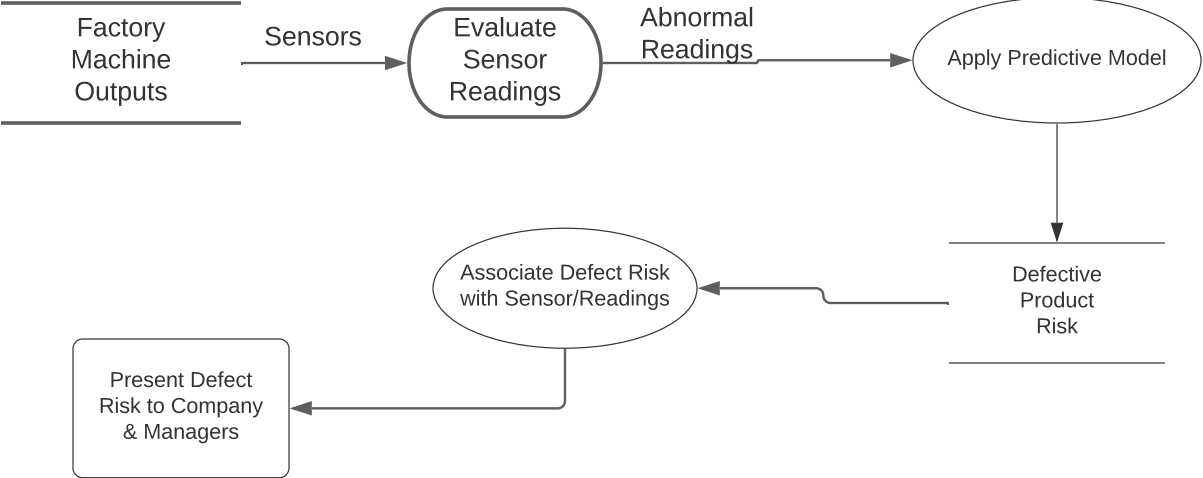 Factory
Machine
Outputs
Sensors
Evaluate
Sensor
Readings
Abnormal
Readings
Apply Predictive Model
Defective
Product
Risk
Associate Defect Risk
with Sensor/Readings
Present Defect
Risk to Company
& Managers